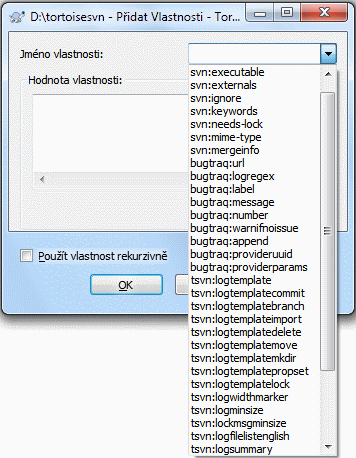 D:\tortoisesvn - Přidat Vlastnosti - Tor...
Jméno vlastnosti:
Hodnota vlastnosti:
svn:executable
svn:externals
svn:ignore
svn:keywords
svn:needs-lock
svn:mime-type
svn:mergeinfo
bugtraq:url
bugtraq:logregex
bugtraq:label
bugtraq:message
bugtraq:number
bugtraq:warnifnoissue
bugtraq:append
bugtraq:provideruuid
bugtraq:providerparams
tsvn:logtemplate
tsvn:logtemplatecommit
tsvn:logtemplatebranch
tsvn:logtemplateimport
tsvn:logtemplatedelete
tsvn:logtemplatemove
tsvn:logtemplatemkdir
tsvn:logtemplatepropset
tsvn:logtemplatelock
tsvn:logwidthmarker
tsvn:logminsize
tsvn:lockmsgminsize
tsvn:logfilelistenglish
tsvn:logsummary
Použít vlastnost rekurzivně
OK